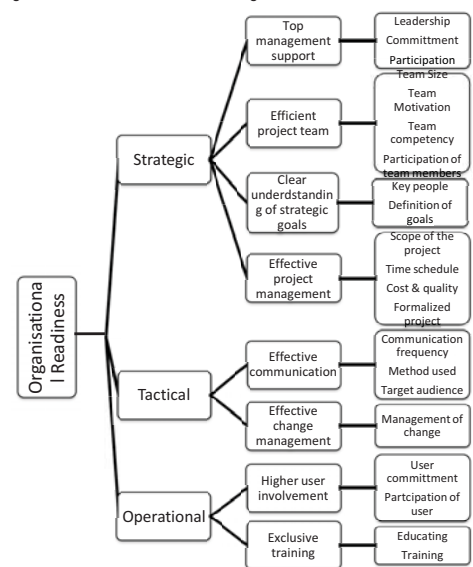 Organisationa
l Readiness
Strategic
Top
management
support
Leadership
Committment
Participation
Efficient
project team
Team Size
Team
Motivation
Team
competency
Participation of
team members
Clear
underdstandin
g of strategic
goals
Key people
Definition of
goals
Effective
project
management
Scope of the
project
Time schedule
Cost & quality
Formalized
project
Tactical
Effective
communication
Communication
frequency
Method used
Target audience
Effective
change
management
Management of
change
Operational
Higher user
involvement
User
committment
Partcipation of
user
Exclusive
training
Educating
Training